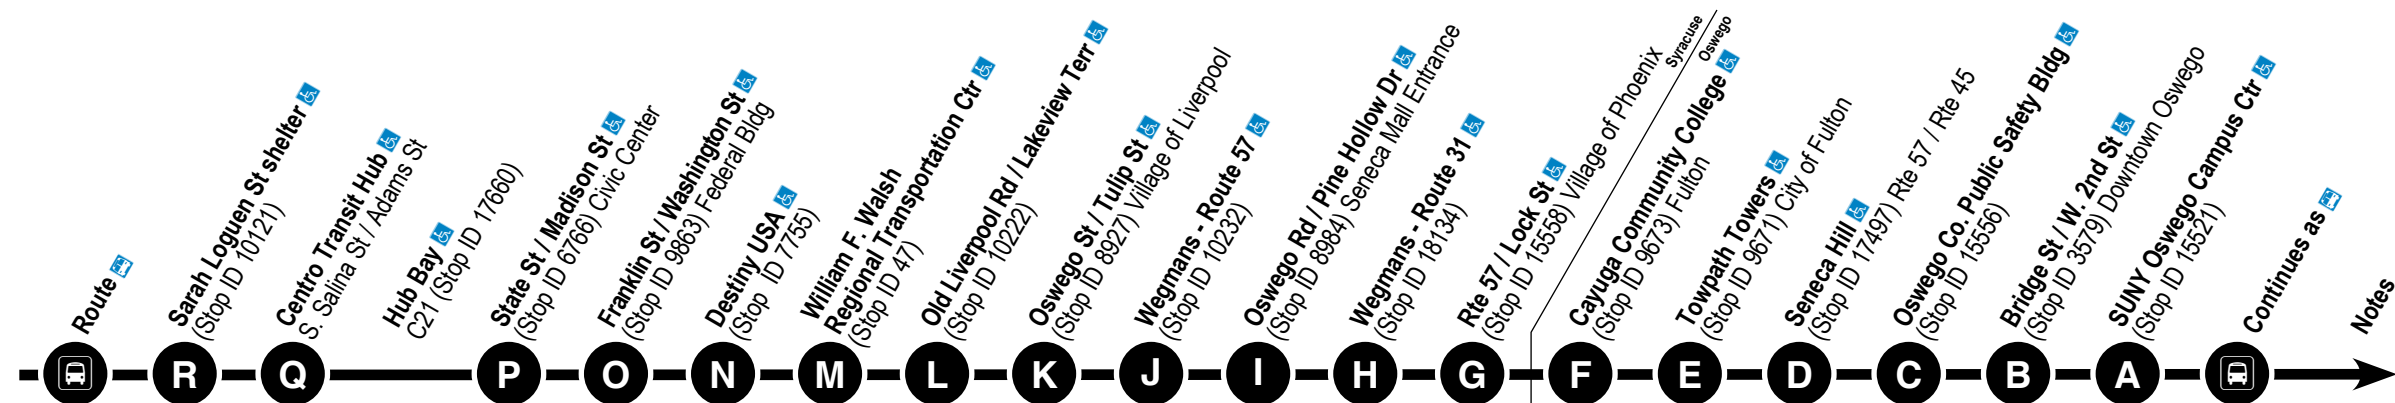 Route
Sarah Loguen St shelter
(Stop ID 10121)
Centro Transit Hub
S. Salina St / Adams St
Hub Bay
C21 (Stop ID 17660)
State St / Madison St
(Stop ID 6766) Civic Center
Franklin St / Washington St
(Stop ID 9863) Federal Bldg
Destiny USA
(Stop ID 7755)
William F. Walsh
Regional Transportation Ctr
(Stop ID 47)
Old Liverpool Rd / Lakeview Terr
(Stop ID 10222)
Oswego St / Tulip St
(Stop ID 8927) Village of Liverpool
Wegmans - Route 57
(Stop ID 10232)
Oswego Rd / Pine Hollow Dr
(Stop ID 8984) Seneca Mall Entrance
Wegmans - Route 31
(Stop ID 18134)
Rte 57 / Lock St
(Stop ID 15558) Village of Phoenix
Syracuse
Oswego
Cayuga Community College
(Stop ID 9673) Fulton
Towpath Towers
(Stop ID 9671) City of Fulton
Seneca Hill
(Stop ID 17497) Rte 57 / Rte 45
Oswego Co. Public Safety Bldg
(Stop ID 15556)
Bridge St / W. 2nd St
(Stop ID 3579) Downtown Oswego
SUNY Oswego Campus Ctr
(Stop ID 15521)
Continues as
Notes
R Q P O N M L K J I H G F E D C B A